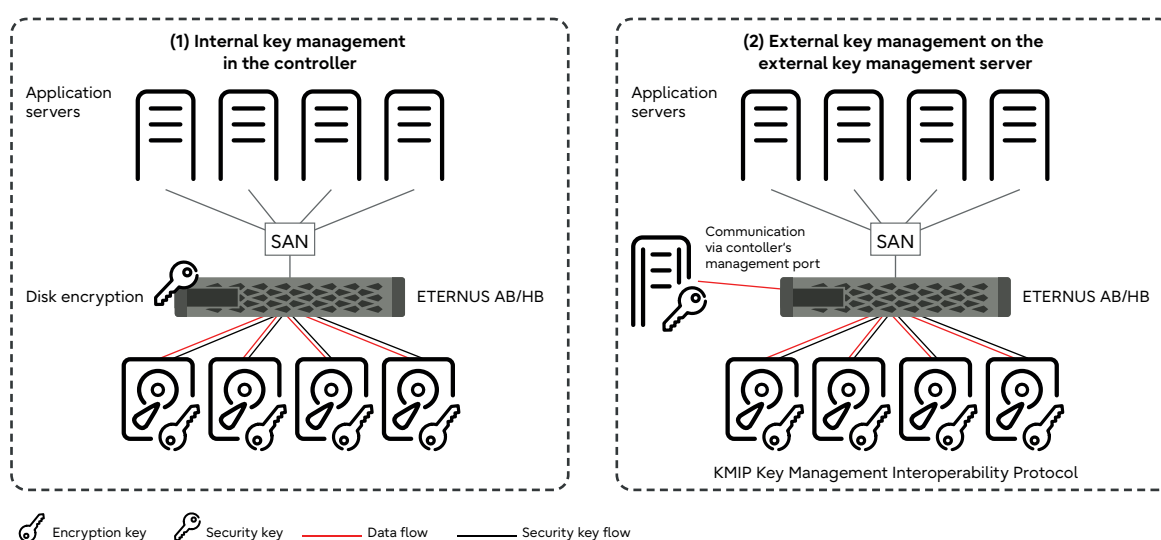 (1) Internal key management
in the controller
Application
servers
SAN
Disk encryption
ETERNUS AB/HB
(2) External key management on the
external key management server
Application
servers
Communication
via contoller's
management port
SAN
ETERNUS AB/HB
KMIP Key Management Interoperability Protocol
Encryption key
Security key
Data flow
Security key flow